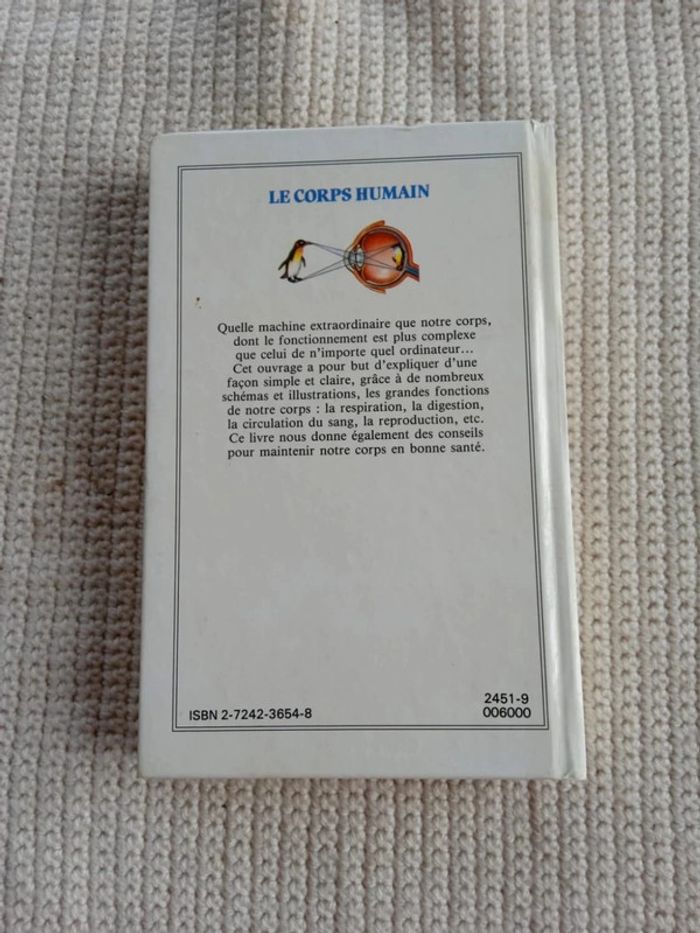 LE CORPS HUMAIN
Quelle machine extraordinaire que notre corps,
dont le fonctionnement est plus complexe
que celui de n'importe quel ordinateur...
Cet ouvrage a pour but d'expliquer d'une
façon simple et claire, grâce à de nombreux
schémas et illustrations, les grandes fonctions
de notre corps : la respiration, la digestion,
la circulation du sang, la reproduction, etc.
Ce livre nous donne également des conseils
pour maintenir notre corps en bonne santé.
2451-9
ISBN 2-7242-3654-8 006000